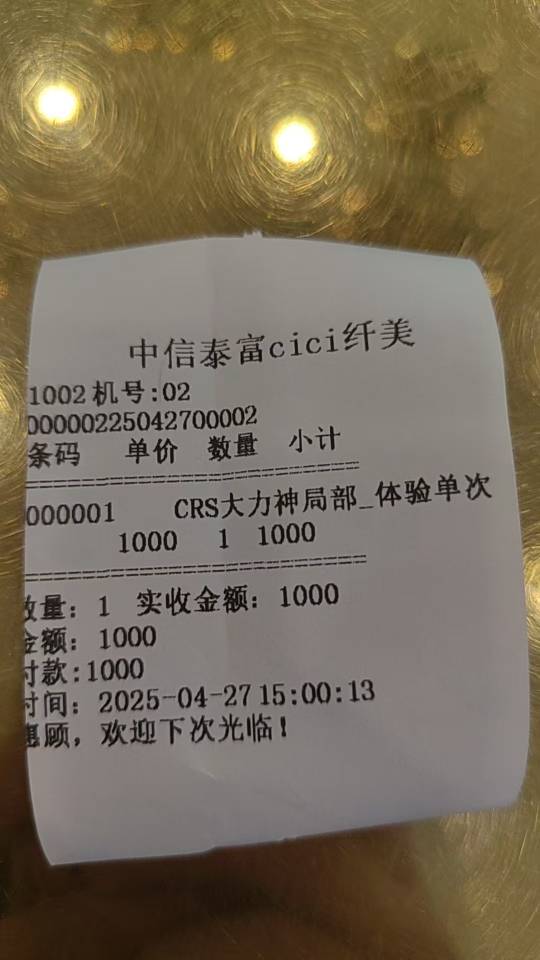 中信泰富cici纤美
1002机号:02
00000225042700002
条码 单价 数量 小计
000001 CRS大力神局部_体验单次
1000 1 1000
数量: 1 实收金额: 1000
金额: 1000
付款:1000
时间: 2025-04-27 15:00:13
惠顾, 欢迎下次光临!